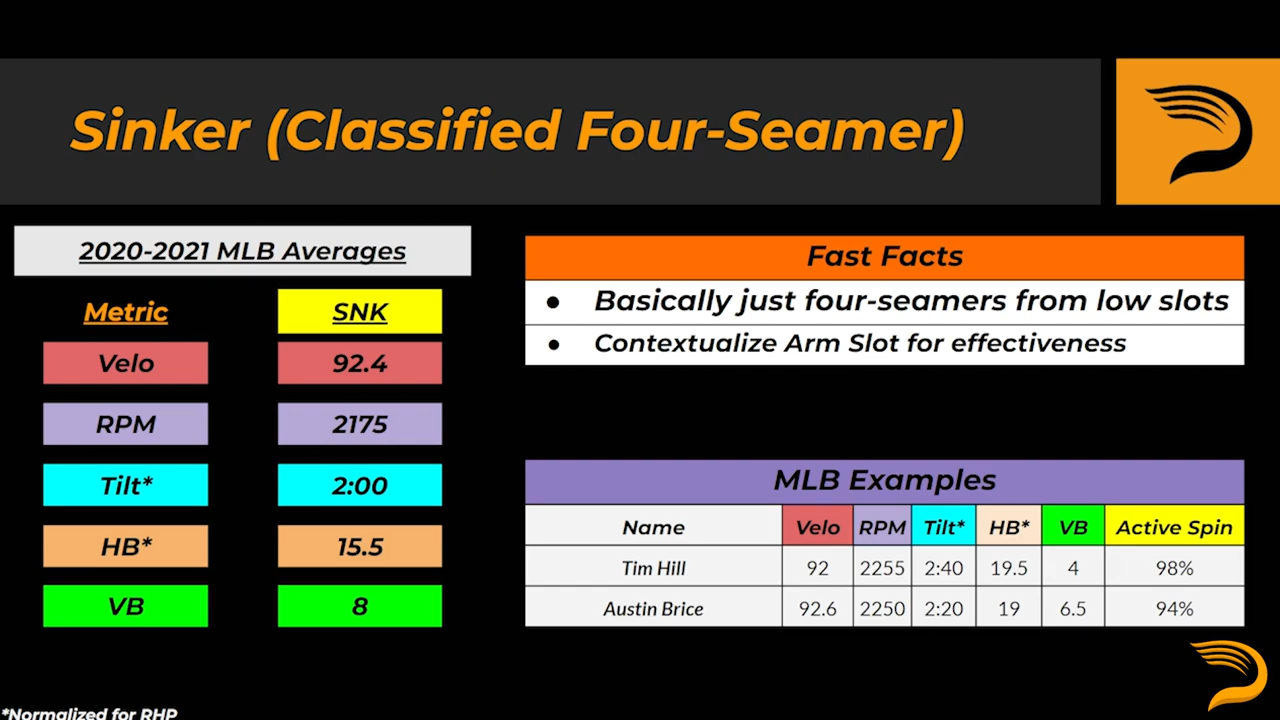 Sinker (Classified Four-Seamer)
2020-2021 MLB Averages
Metric SNK
Velo 92.4
RPM 2175
Tilt* 2:00
HB* 15.5
VB 8
Fast Facts
● Basically just four-seamers from low slots
● Contextualize Arm Slot for effectiveness
MLB Examples
Name Velo RPM Tilt* HB* VB Active Spin
Tim Hill 92 2255 2:40 19.5 4 98%
Austin Brice 92.6 2250 2:20 19 6.5 94%
*Normalized for RHP